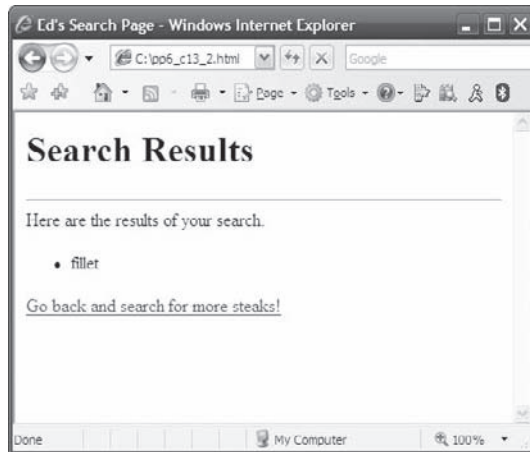 Ed's Search Page - Windows Internet Explorer
C:\pp6_c13_2.html Google
Page Tools
Search Results
Here are the results of your search.
• fillet
Go back and search for more steaks!
Done My Computer 100%